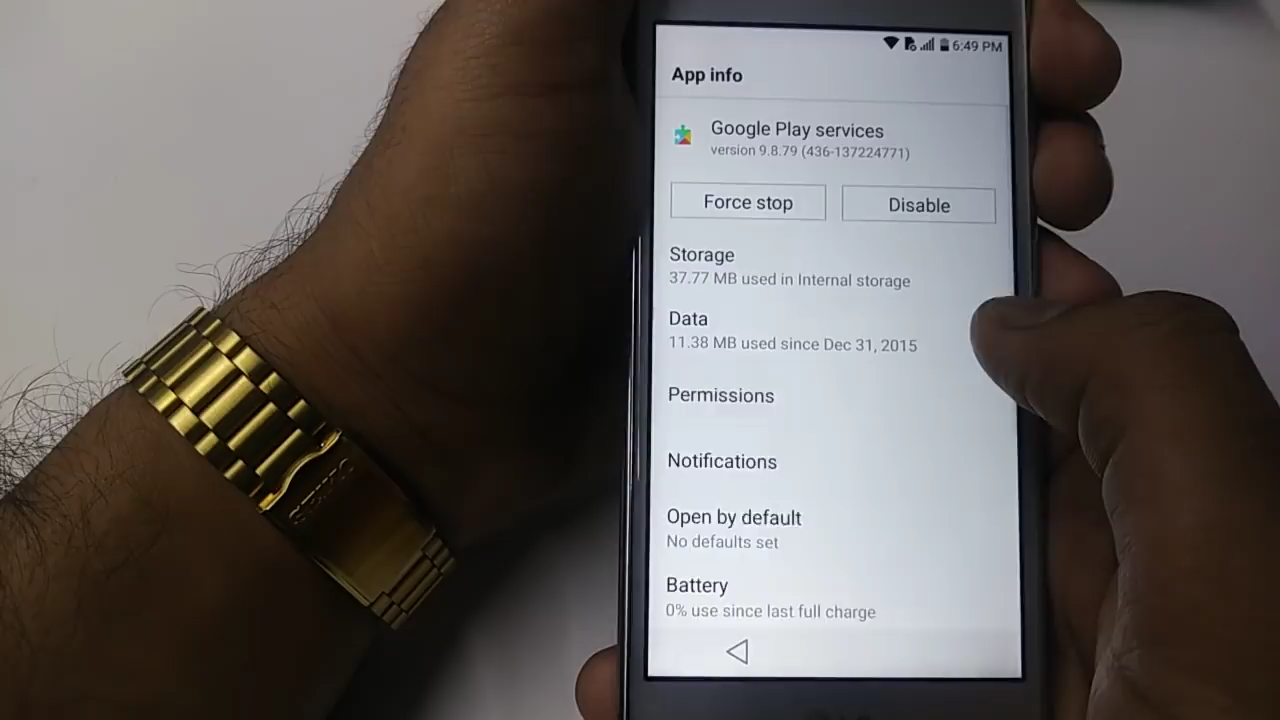 6:49 PM
App info
Google Play services
version 9.8.79 (436-137224771)
Force stop
Disable
Storage
37.77 MB used in Internal storage
Data
11.38 MB used since Dec 31, 2015
Permissions
Notifications
Open by default
No defaults set
Battery
0% use since last full charge